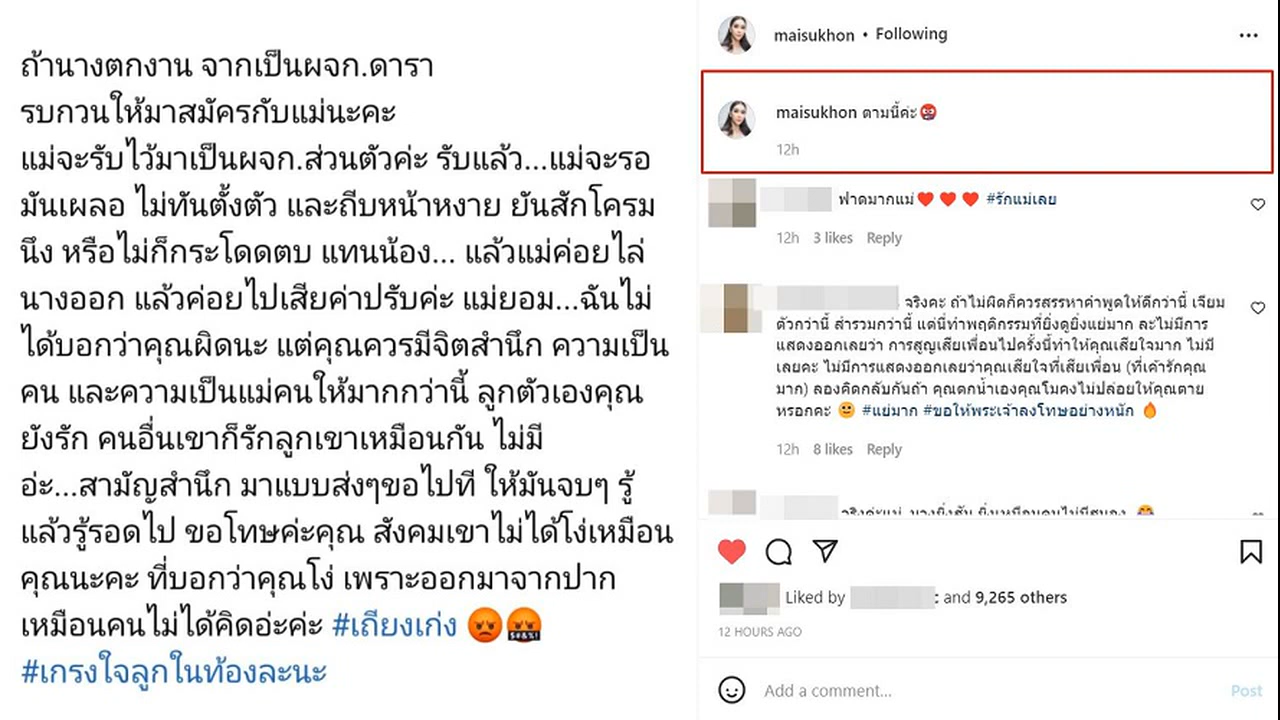 ถ้านางตกงาน จากเป็นผจก.ดารา
รบกวนให้มาสมัครกับแม่นะคะ
แม่จะรับไว้มาเป็นผจก.ส่วนตัวค่ะ รับแล้ว...แม่จะรอ
มันเผลอ ไม่ทันตั้งตัว และถีบหน้าหงาย ยันสักโครม
นึง หรือไม่ก็กระโดดตบ แทนน้อง... แล้วแม่ค่อยไล่
นางออก แล้วค่อยไปเสียค่าปรับค่ะ แม่ยอม...ฉันไม่
ได้บอกว่าคุณผิดนะ แต่คุณควรมีจิตสำนึก ความเป็น
คน และความเป็นแม่คนให้มากกว่านี้ ลูกตัวเองคุณ
ยังรัก คนอื่นเขาก็รักลูกเขาเหมือนกัน ไม่มี
อ่ะ...สามัญสำนึก มาแบบส่งๆขอไปที ให้มันจบๆ รู้
แล้วรู้รอดไป ขอโทษค่ะคุณ สังคมเขาไม่ได้โง่เหมือน
คุณนะคะ ที่บอกว่าคุณโง่ เพราะออกมาจากปาก
เหมือนคนไม่ได้คิดอ่ะค่ะ #เถียงเก่ง 😡🤬
#เกรงใจลูกในท้องละนะ
maisukhon • Following
maisukhon ตามนี้ค่ะ🤬
12h
ฟาดมากแม่❤️ ❤️ ❤️ #รักแม่เลย
12h 3 likes Reply
จริงคะ ถ้าไม่ผิดก็ควรสรรหาคำพูดให้ดีกว่านี้ เจียม
ตัวกว่านี้ สำรวมกว่านี้ แต่นี่ทำพฤติกรรมที่ยิ่งดูยิ่งแย่มาก ละไม่มีการ
แสดงออกเลยว่า การสูญเสียเพื่อนไปครั้งนี้ทำให้คุณเสียใจมาก ไม่มี
เลยคะ ไม่มีการแสดงออกเลยว่าคุณเสียใจที่เสียเพื่อน (ที่เค้ารักคุณ
มาก) ลองคิดกลับกันถ้า คุณตกน้ำเองคุณโมคงไม่ปล่อยให้คุณตาย
หรอกคะ 🙂 #แย่มาก #ขอให้พระเจ้าลงโทษอย่างหนัก 🔥
12h 8 likes Reply
Liked by : and 9,265 others
12 HOURS AGO
Add a comment... Post